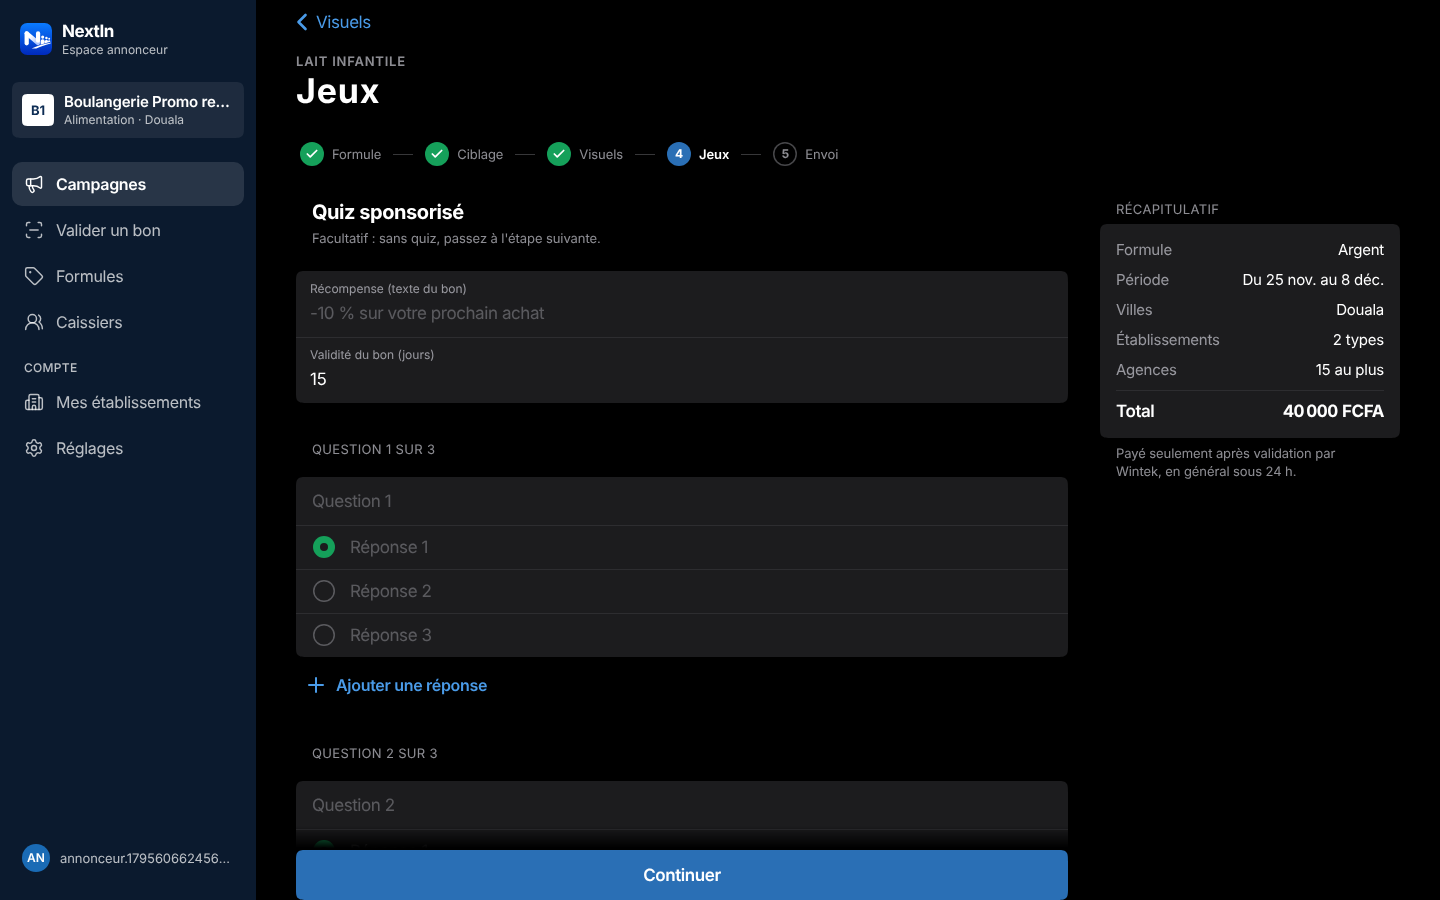 NextIn
Espace annonceur
B1
Boulangerie Promo re...
Alimentation · Douala
Campagnes
Valider un bon
Formules
Caissiers
COMPTE
Mes établissements
Réglages
AN
annonceur.179560662456...
Visuels
LAIT INFANTILE
Jeux
Formule
Ciblage
Visuels
4 Jeux
5 Envoi
Quiz sponsorisé
Facultatif : sans quiz, passez à l'étape suivante.
Récompense (texte du bon)
-10 % sur votre prochain achat
Validité du bon (jours)
15
QUESTION 1 SUR 3
Question 1
Réponse 1
Réponse 2
Réponse 3
Ajouter une réponse
QUESTION 2 SUR 3
Question 2
Continuer
RÉCAPITULATIF
Formule Argent
Période Du 25 nov. au 8 déc.
Villes Douala
Établissements 2 types
Agences 15 au plus
Total 40 000 FCFA
Payé seulement après validation par
Wintek, en général sous 24 h.